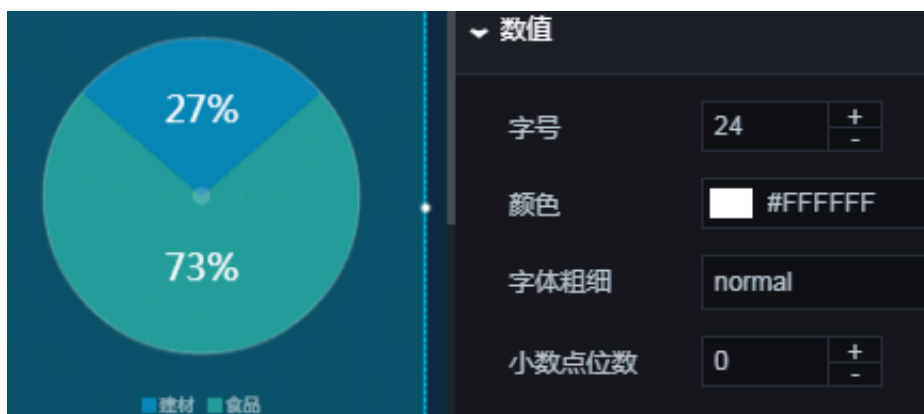 27%
73%
建材 食品
数值
字号 24 + -
颜色 #FFFFFF
字体粗细 normal
小数点位数 0 + -